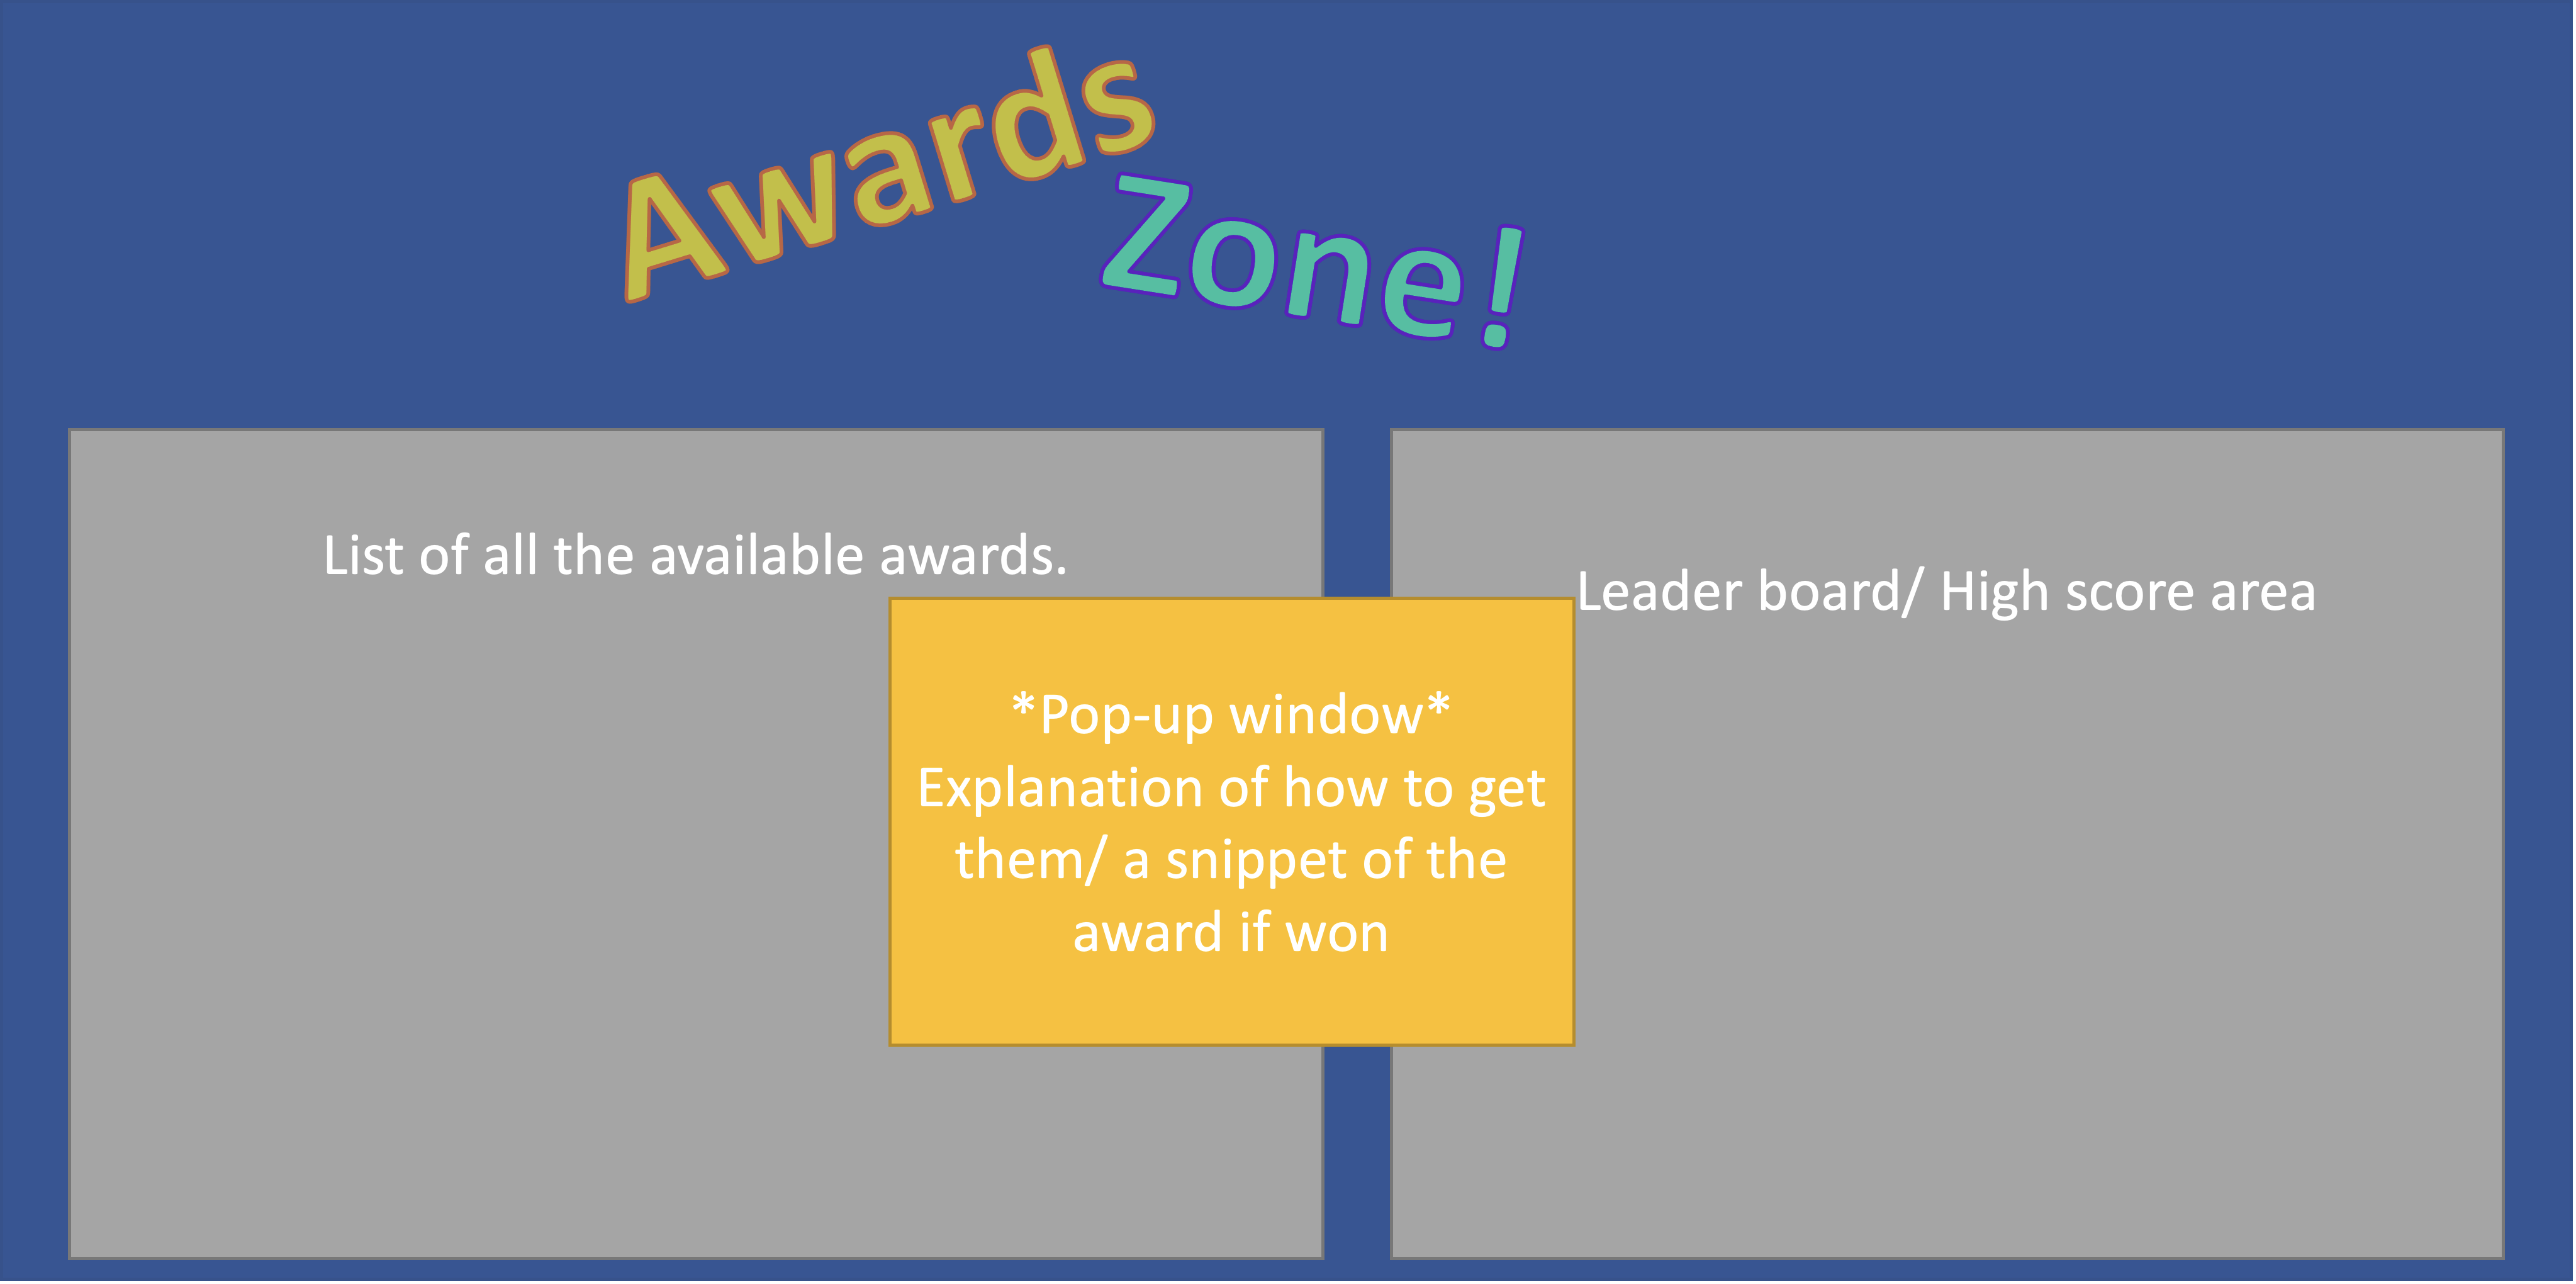 Awards
Zone!
List of all the available awards.
Leader board/ High score area
*Pop-up window*
Explanation of how to get
them/ a snippet of the
award if won